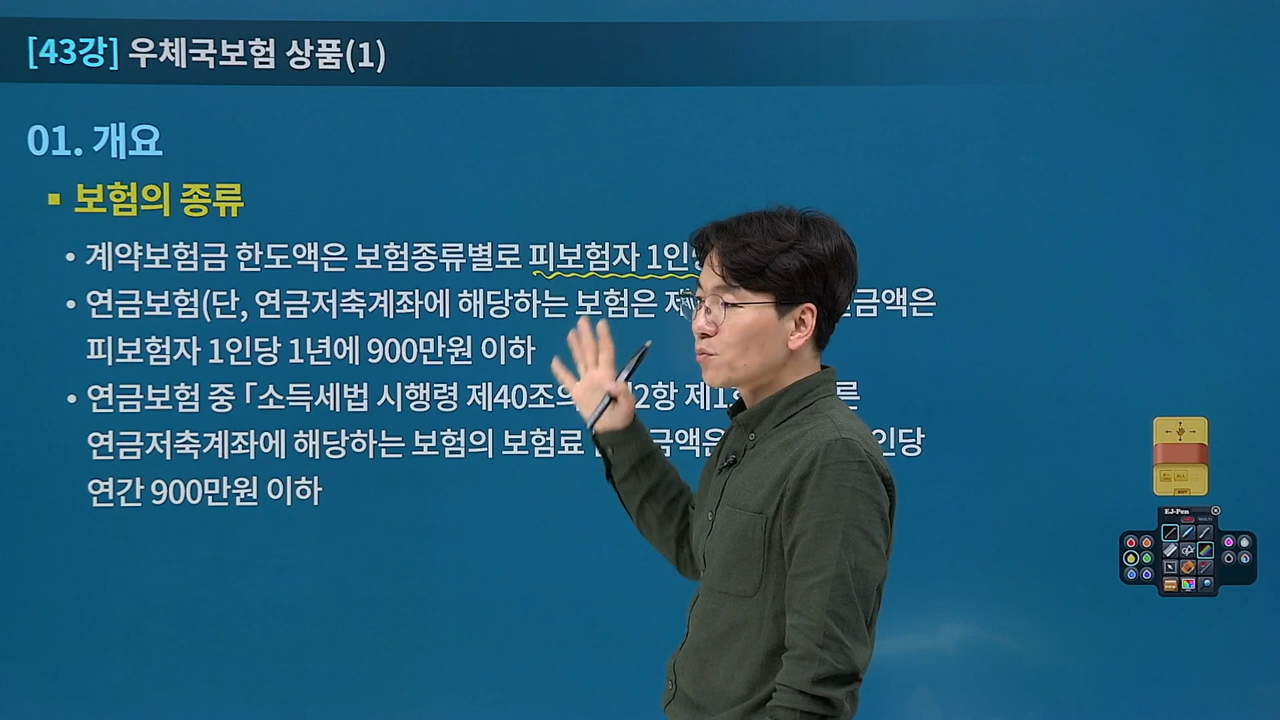 [43강] 우체국보험 상품(1)
01. 개요
▪ 보험의 종류
• 계약보험금 한도액은 보험종류별로 피보험자 1인당
• 연금보험(단, 연금저축계좌에 해당하는 보험은 제 금액은
피보험자 1인당 1년에 900만원 이하
• 연금보험 중 「소득세법 시행령 제40조의 2항 제1
연금저축계좌에 해당하는 보험의 보험료 금액은 인당
연간 900만원 이하
EJ-Pen